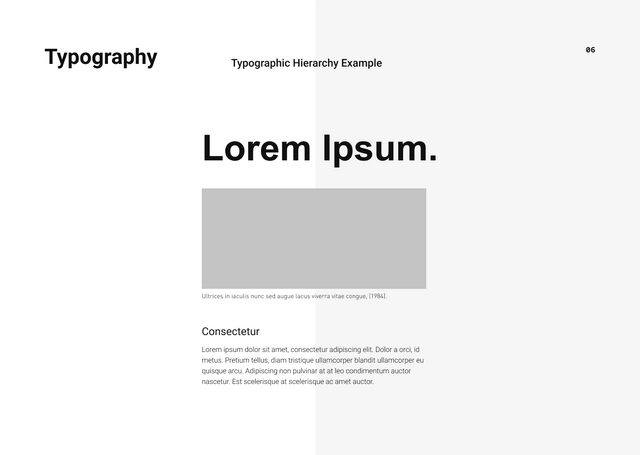 Typography
Typographic Hierarchy Example
06
Lorem Ipsum.
Ultrices in iaculis nunc sed augue lacus viverra vitae congue, (1984).
Consectetur
Lorem ipsum dolor sit amet, consectetur adipiscing elit. Dolor a orci, id
metus. Pretium tellus, diam tristique ullamcorper blandit ullamcorper eu
quisque arcu. Adipiscing non pulvinar at at leo condimentum auctor
nascetur. Est scelerisque at scelerisque ac amet auctor.